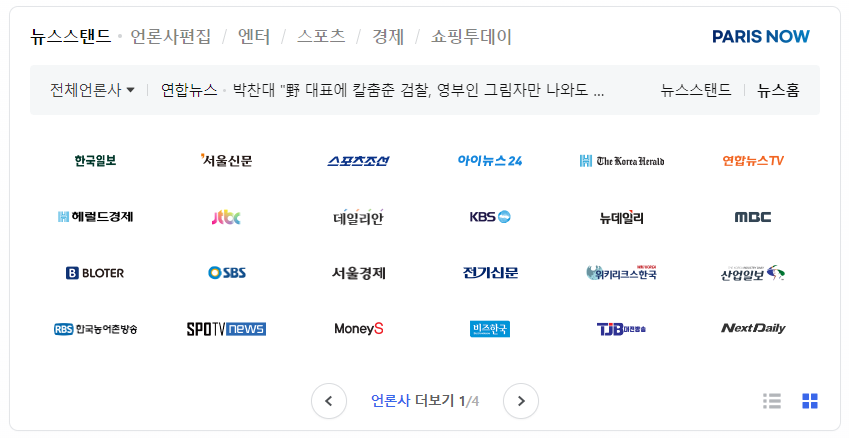 뉴스스탠드 · 언론사편집 / 엔터 / 스포츠 / 경제 / 쇼핑투데이 PARIS NOW
전체언론사 연합뉴스 · 박찬대 "野 대표에 칼춤춘 검찰, 영부인 그림자만 나와도 ... 뉴스스탠드 뉴스홈
한국일보 서울신문 스포츠조선 아이뉴스24 The Korea Herald 연합뉴스TV
헤럴드경제 jtbc 데일리안 KBS 뉴데일리 MBC
BLOTER SBS 서울경제 전기신문 위키리크스한국 산업일보
RBS 한국농어촌방송 SPOTV news MoneyS 비즈한국 TJB 대전방송 NextDaily
언론사 더보기 1/4